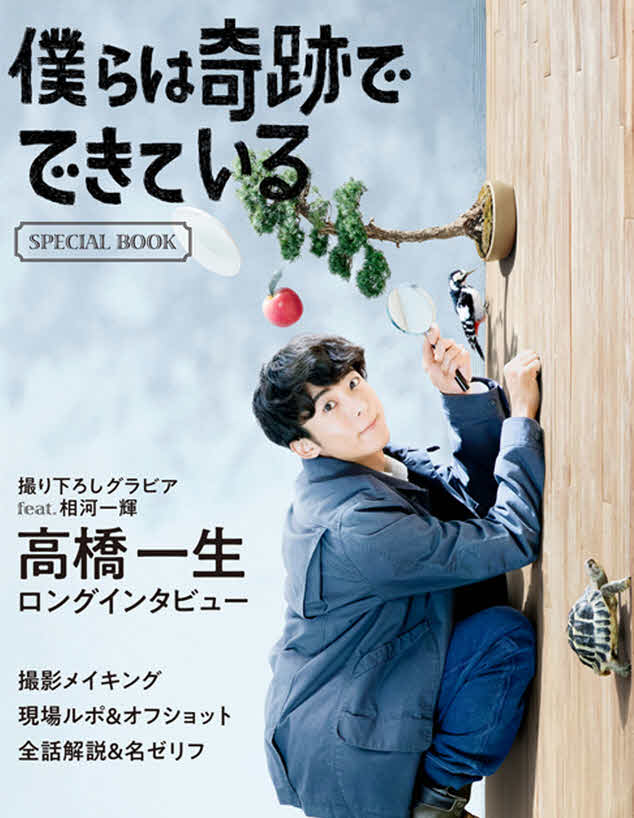 僕らは奇跡で
できている
SPECIAL BOOK
撮り下ろしグラビア
feat.相河一輝
高橋一生
ロングインタビュー
撮影メイキング
現場ルポ&オフショット
全話解説&名ゼリフ